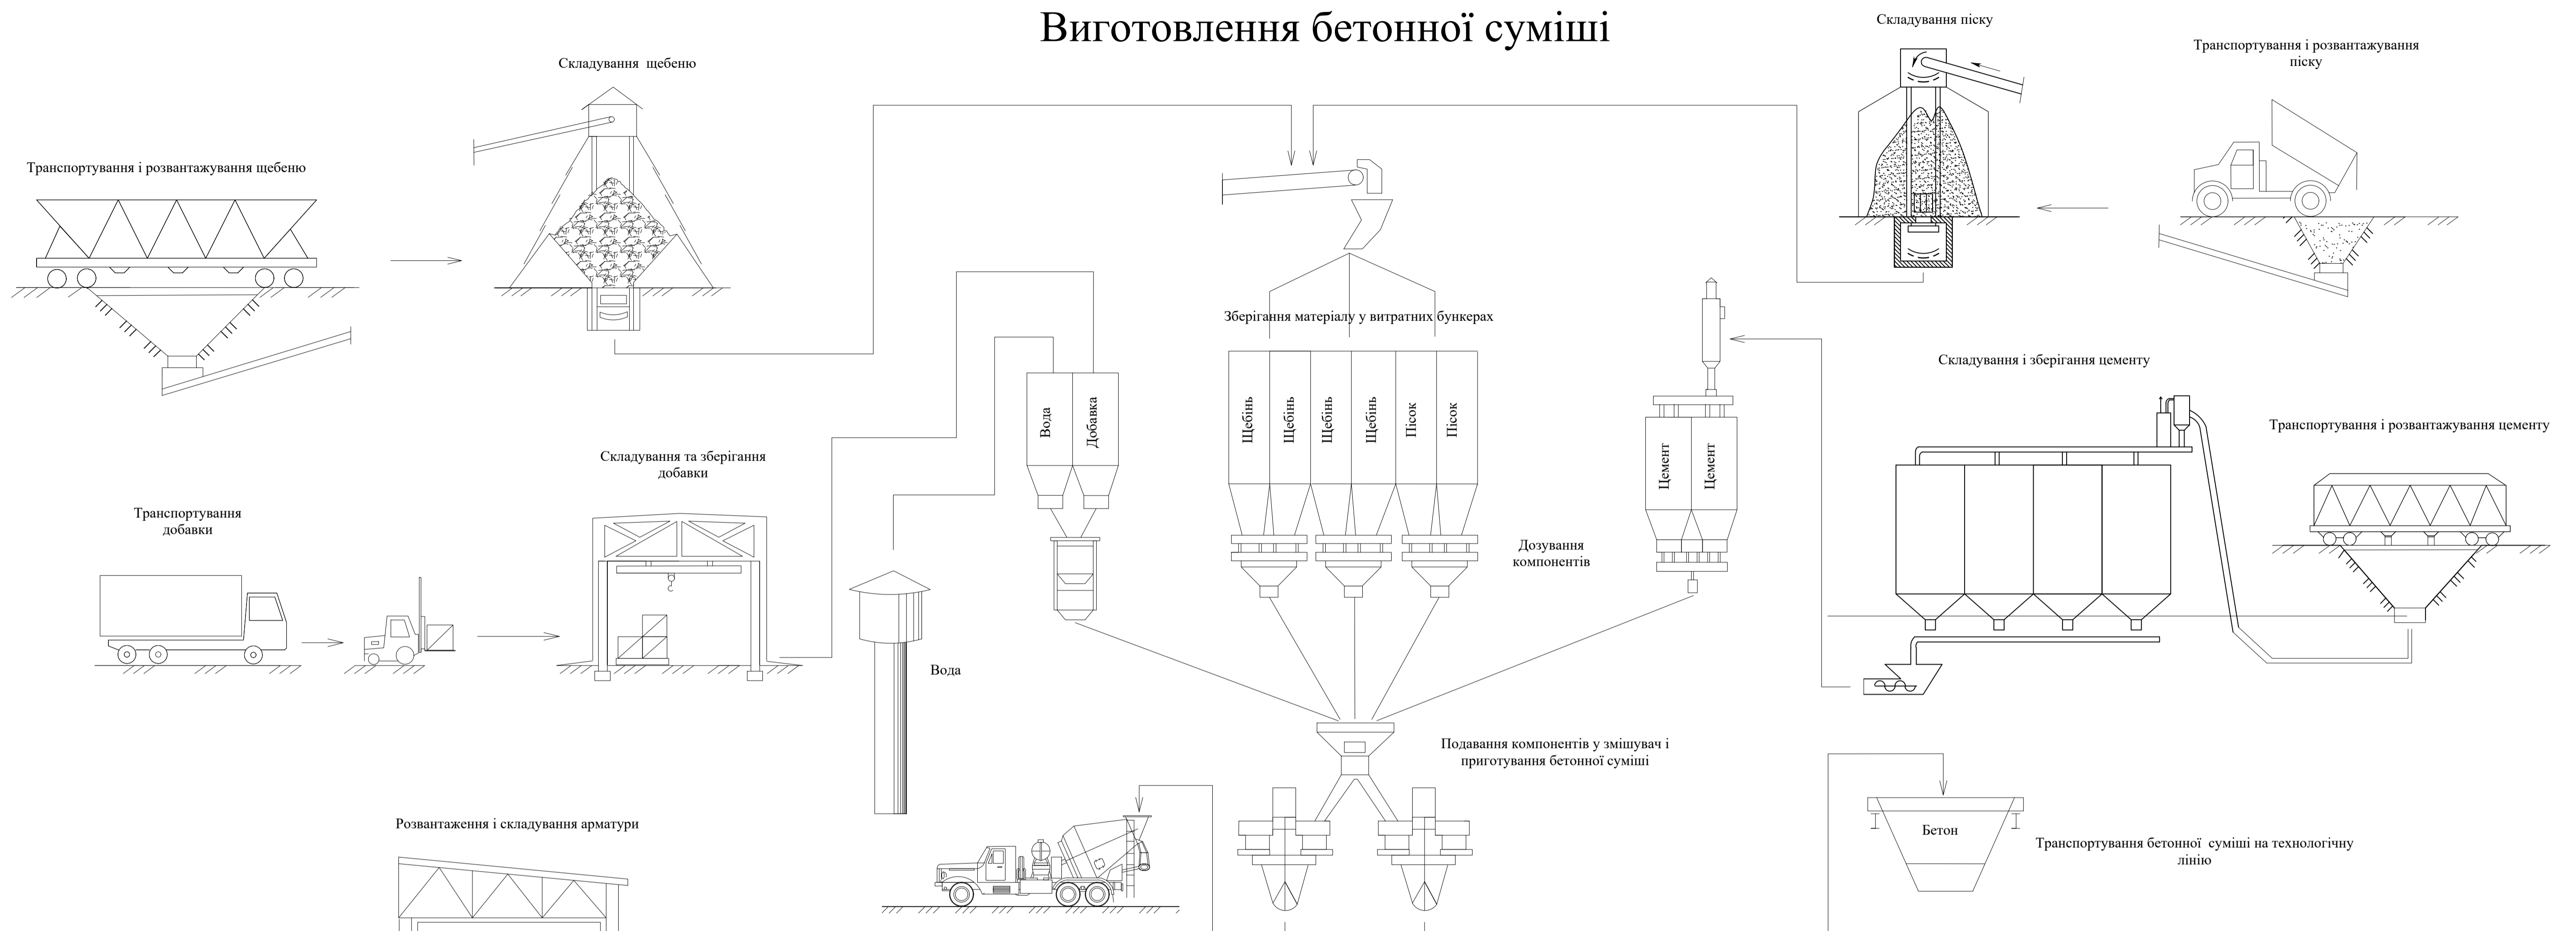 Виготовлення бетонної суміші
Складування піску
Транспортування і розвантажування
піску
Складування щебеню
Транспортування і розвантажування щебеню
Зберігання матеріалу у витратних бункерах
Складування і зберігання цементу
Транспортування і розвантажування цементу
Вода
Добавка
Щебінь
Щебінь
Щебінь
Щебінь
Пісок
Пісок
Цемент
Цемент
Складування та зберігання
добавки
Транспортування
добавки
Дозування
компонентів
Вода
Подавання компонентів у змішувач і
приготування бетонної суміші
Розвантаження і складування арматури
Бетон
Транспортування бетонної суміші на технологічну
лінію